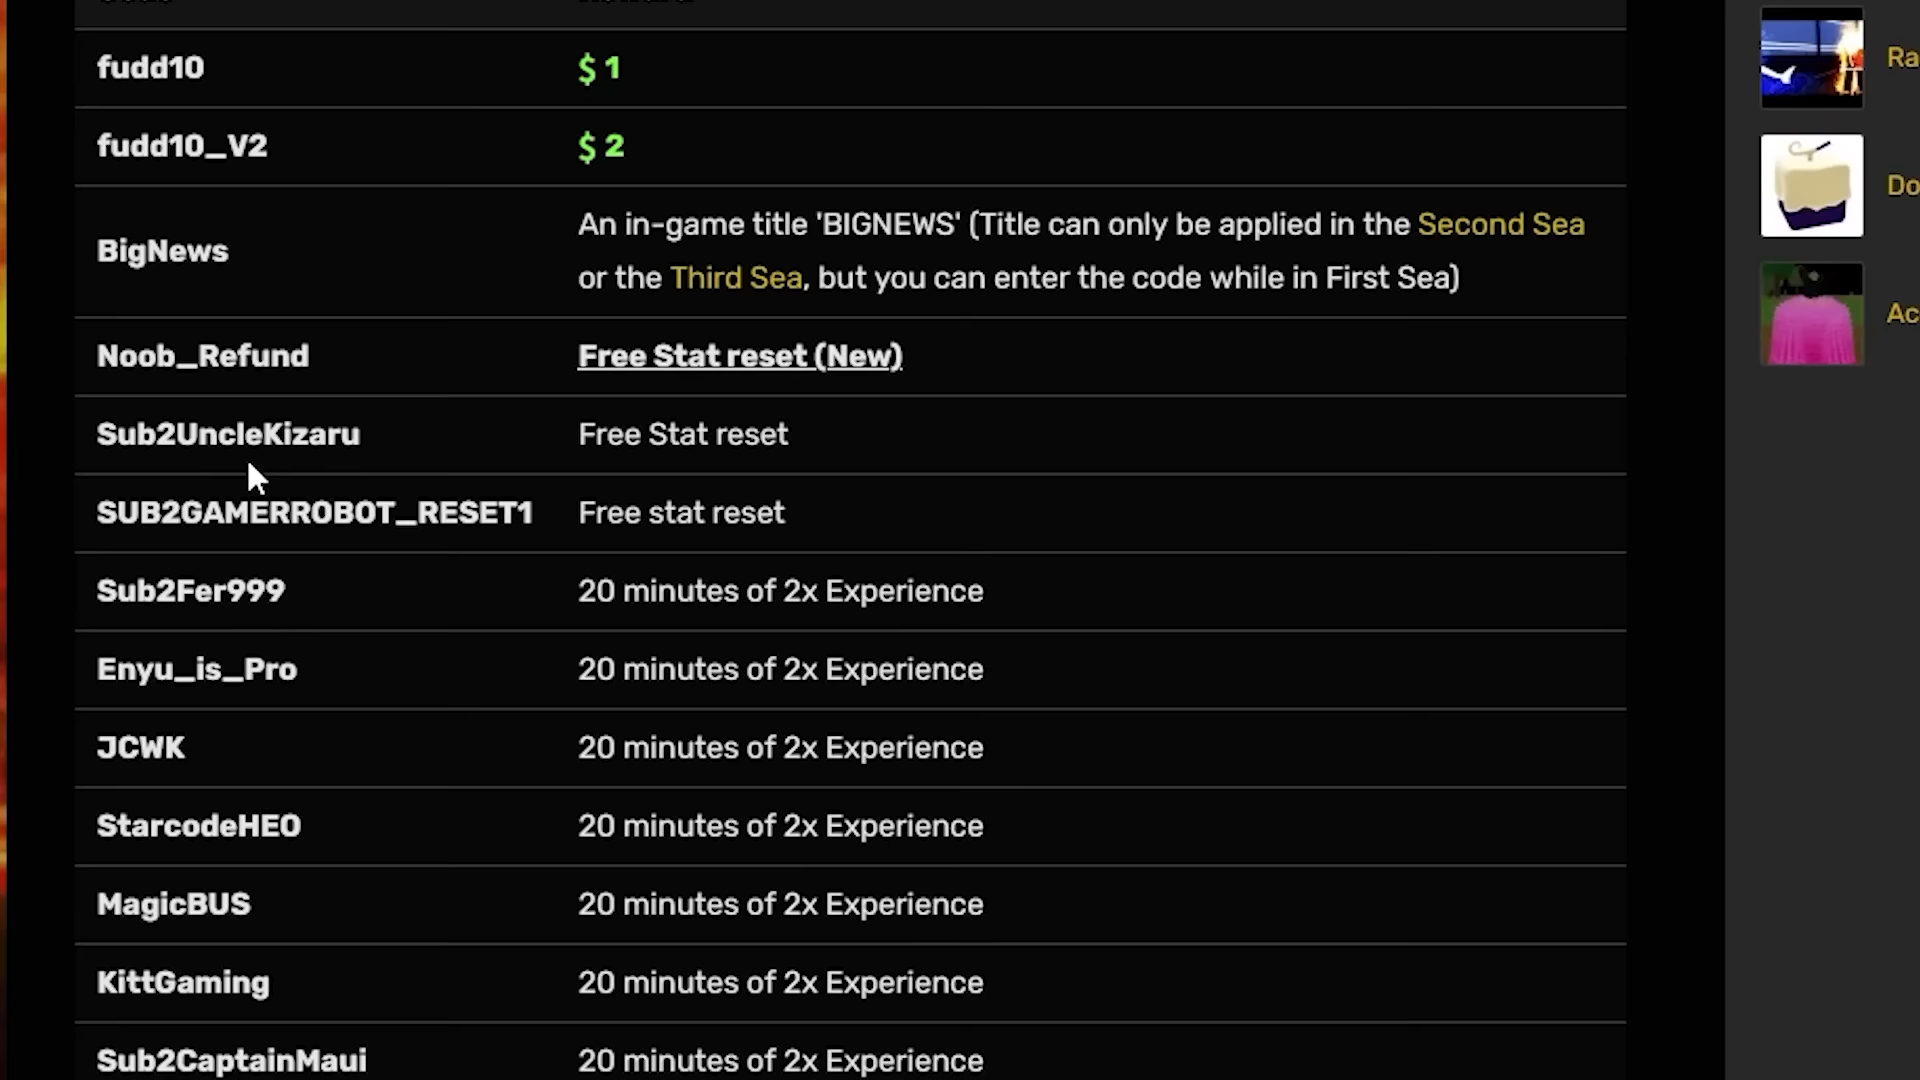 fudd10 $ 1
fudd10_V2 $ 2
BigNews An in-game title 'BIGNEWS' (Title can only be applied in the Second Sea
or the Third Sea, but you can enter the code while in First Sea)
Noob_Refund Free Stat reset (New)
Sub2UncleKizaru Free Stat reset
SUB2GAMERROBOT_RESET1 Free stat reset
Sub2Fer999 20 minutes of 2x Experience
Enyu_is_Pro 20 minutes of 2x Experience
JCWK 20 minutes of 2x Experience
StarcodeHEO 20 minutes of 2x Experience
MagicBUS 20 minutes of 2x Experience
KittGaming 20 minutes of 2x Experience
Sub2CaptainMaui 20 minutes of 2x Experience
Ra
Do
Ac